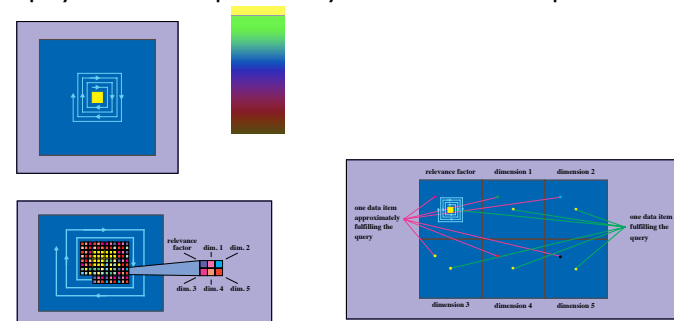 relevance
factor dim. 1 dim. 2
dim. 3 dim. 4 dim. 5
relevance factor dimension 1 dimension 2
one data item
approximately
fulfilling the
query
one data item
fulfilling the
query
dimension 3 dimension 4 dimension 5